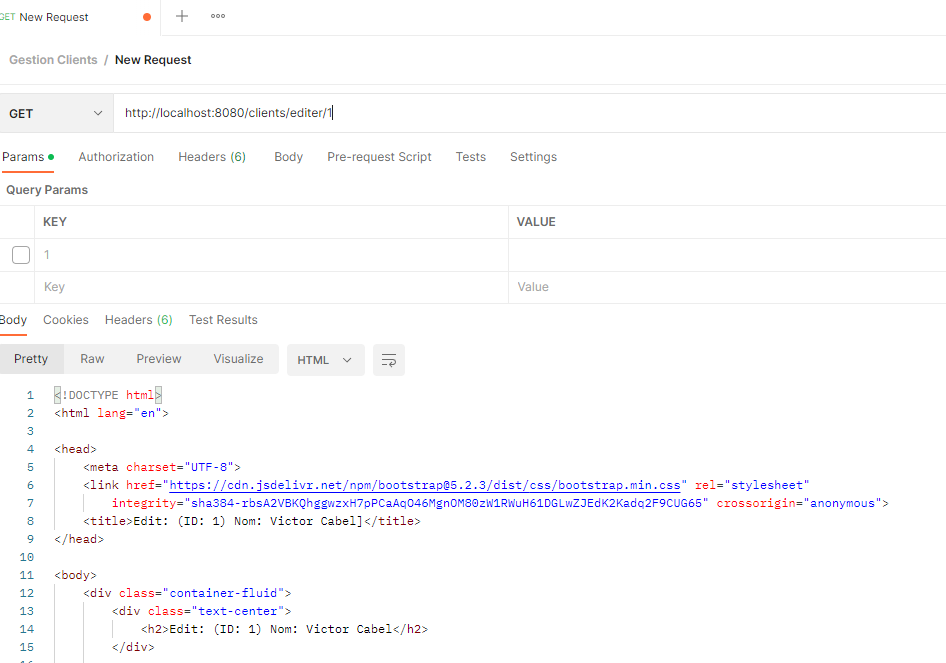 GET New Request
Gestion Clients / New Request
GET http://localhost:8080/clients/editer/1
Params Authorization Headers (6) Body Pre-request Script Tests Settings
Query Params
KEY VALUE
1
Key Value
Body Cookies Headers (6) Test Results
Pretty Raw Preview Visualize HTML
1 <!DOCTYPE html>
2 <html lang="en">
3
4 <head>
5 <meta charset="UTF-8">
6 <link href="https://cdn.jsdelivr.net/npm/bootstrap@5.2.3/dist/css/bootstrap.min.css" rel="stylesheet"
7 integrity="sha384-rbsA2VBKQhggwzxH7pPCaAqO46MgnOM80zW1RWuH61DGLwZJEdK2Kadq2F9CUG65" crossorigin="anonymous">
8 <title>Edit: (ID: 1) Nom: Victor Cabel]</title>
9 </head>
10
11 <body>
12 <div class="container-fluid">
13 <div class="text-center">
14 <h2>Edit: (ID: 1) Nom: Victor Cabel</h2>
15 </div>